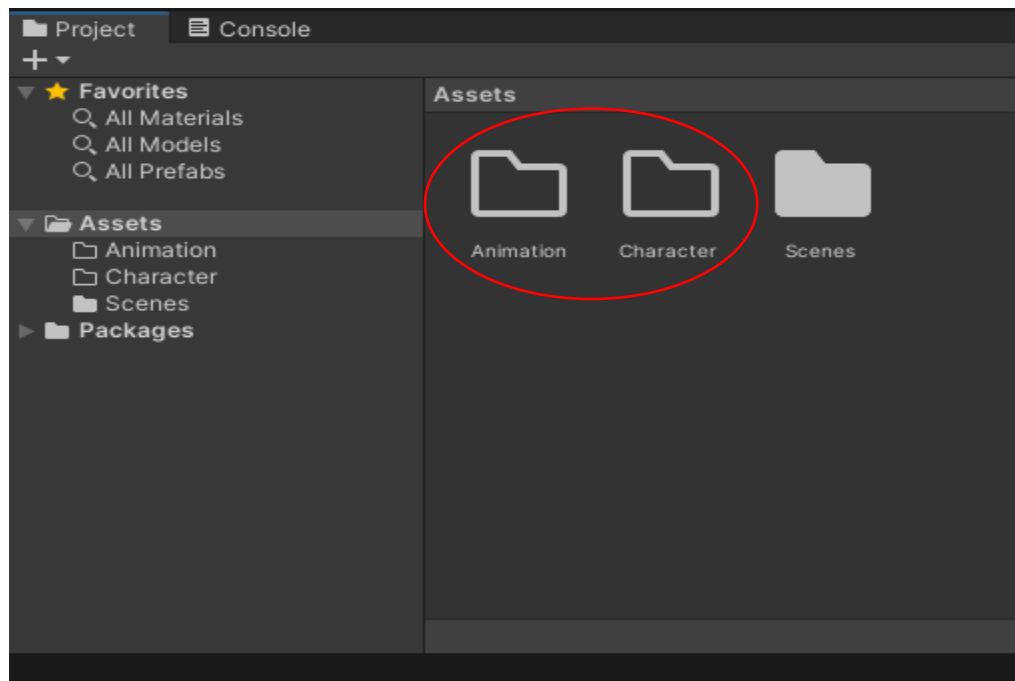 Project
Console
Favorites
All Materials
All Models
All Prefabs
Assets
Animation
Character
Scenes
Packages
Assets
Animation
Character
Scenes